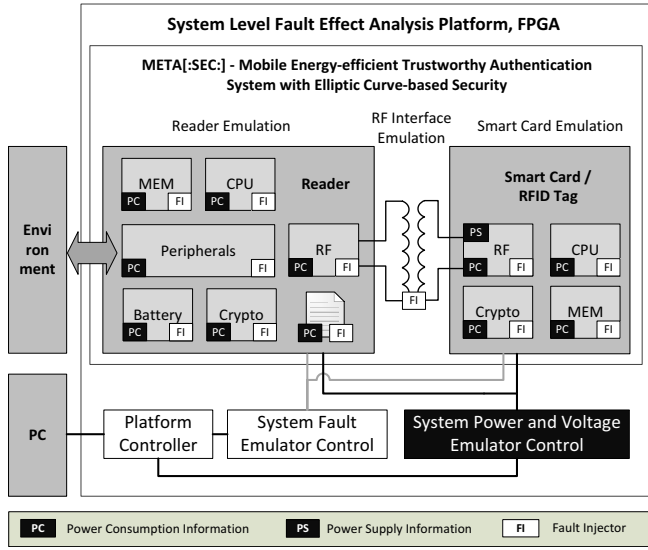 System Level Fault Effect Analysis Platform, FPGA
META[:SEC:] - Mobile Energy-efficient Trustworthy Authentication
System with Elliptic Curve-based Security
Reader Emulation
RF Interface
Emulation
Smart Card Emulation
Envi
ron
ment
MEM
PC
FI
CPU
PC
FI
Reader
Peripherals
PC
FI
RF
PC
FI
Battery
PC
FI
Crypto
PC
FI
PC
FI
FI
Smart Card /
RFID Tag
PS
RF
PC
FI
CPU
PC
FI
Crypto
PC
FI
MEM
PC
FI
PC
Platform
Controller
System Fault
Emulator Control
System Power and Voltage
Emulator Control
PC Power Consumption Information
PS Power Supply Information
FI Fault Injector